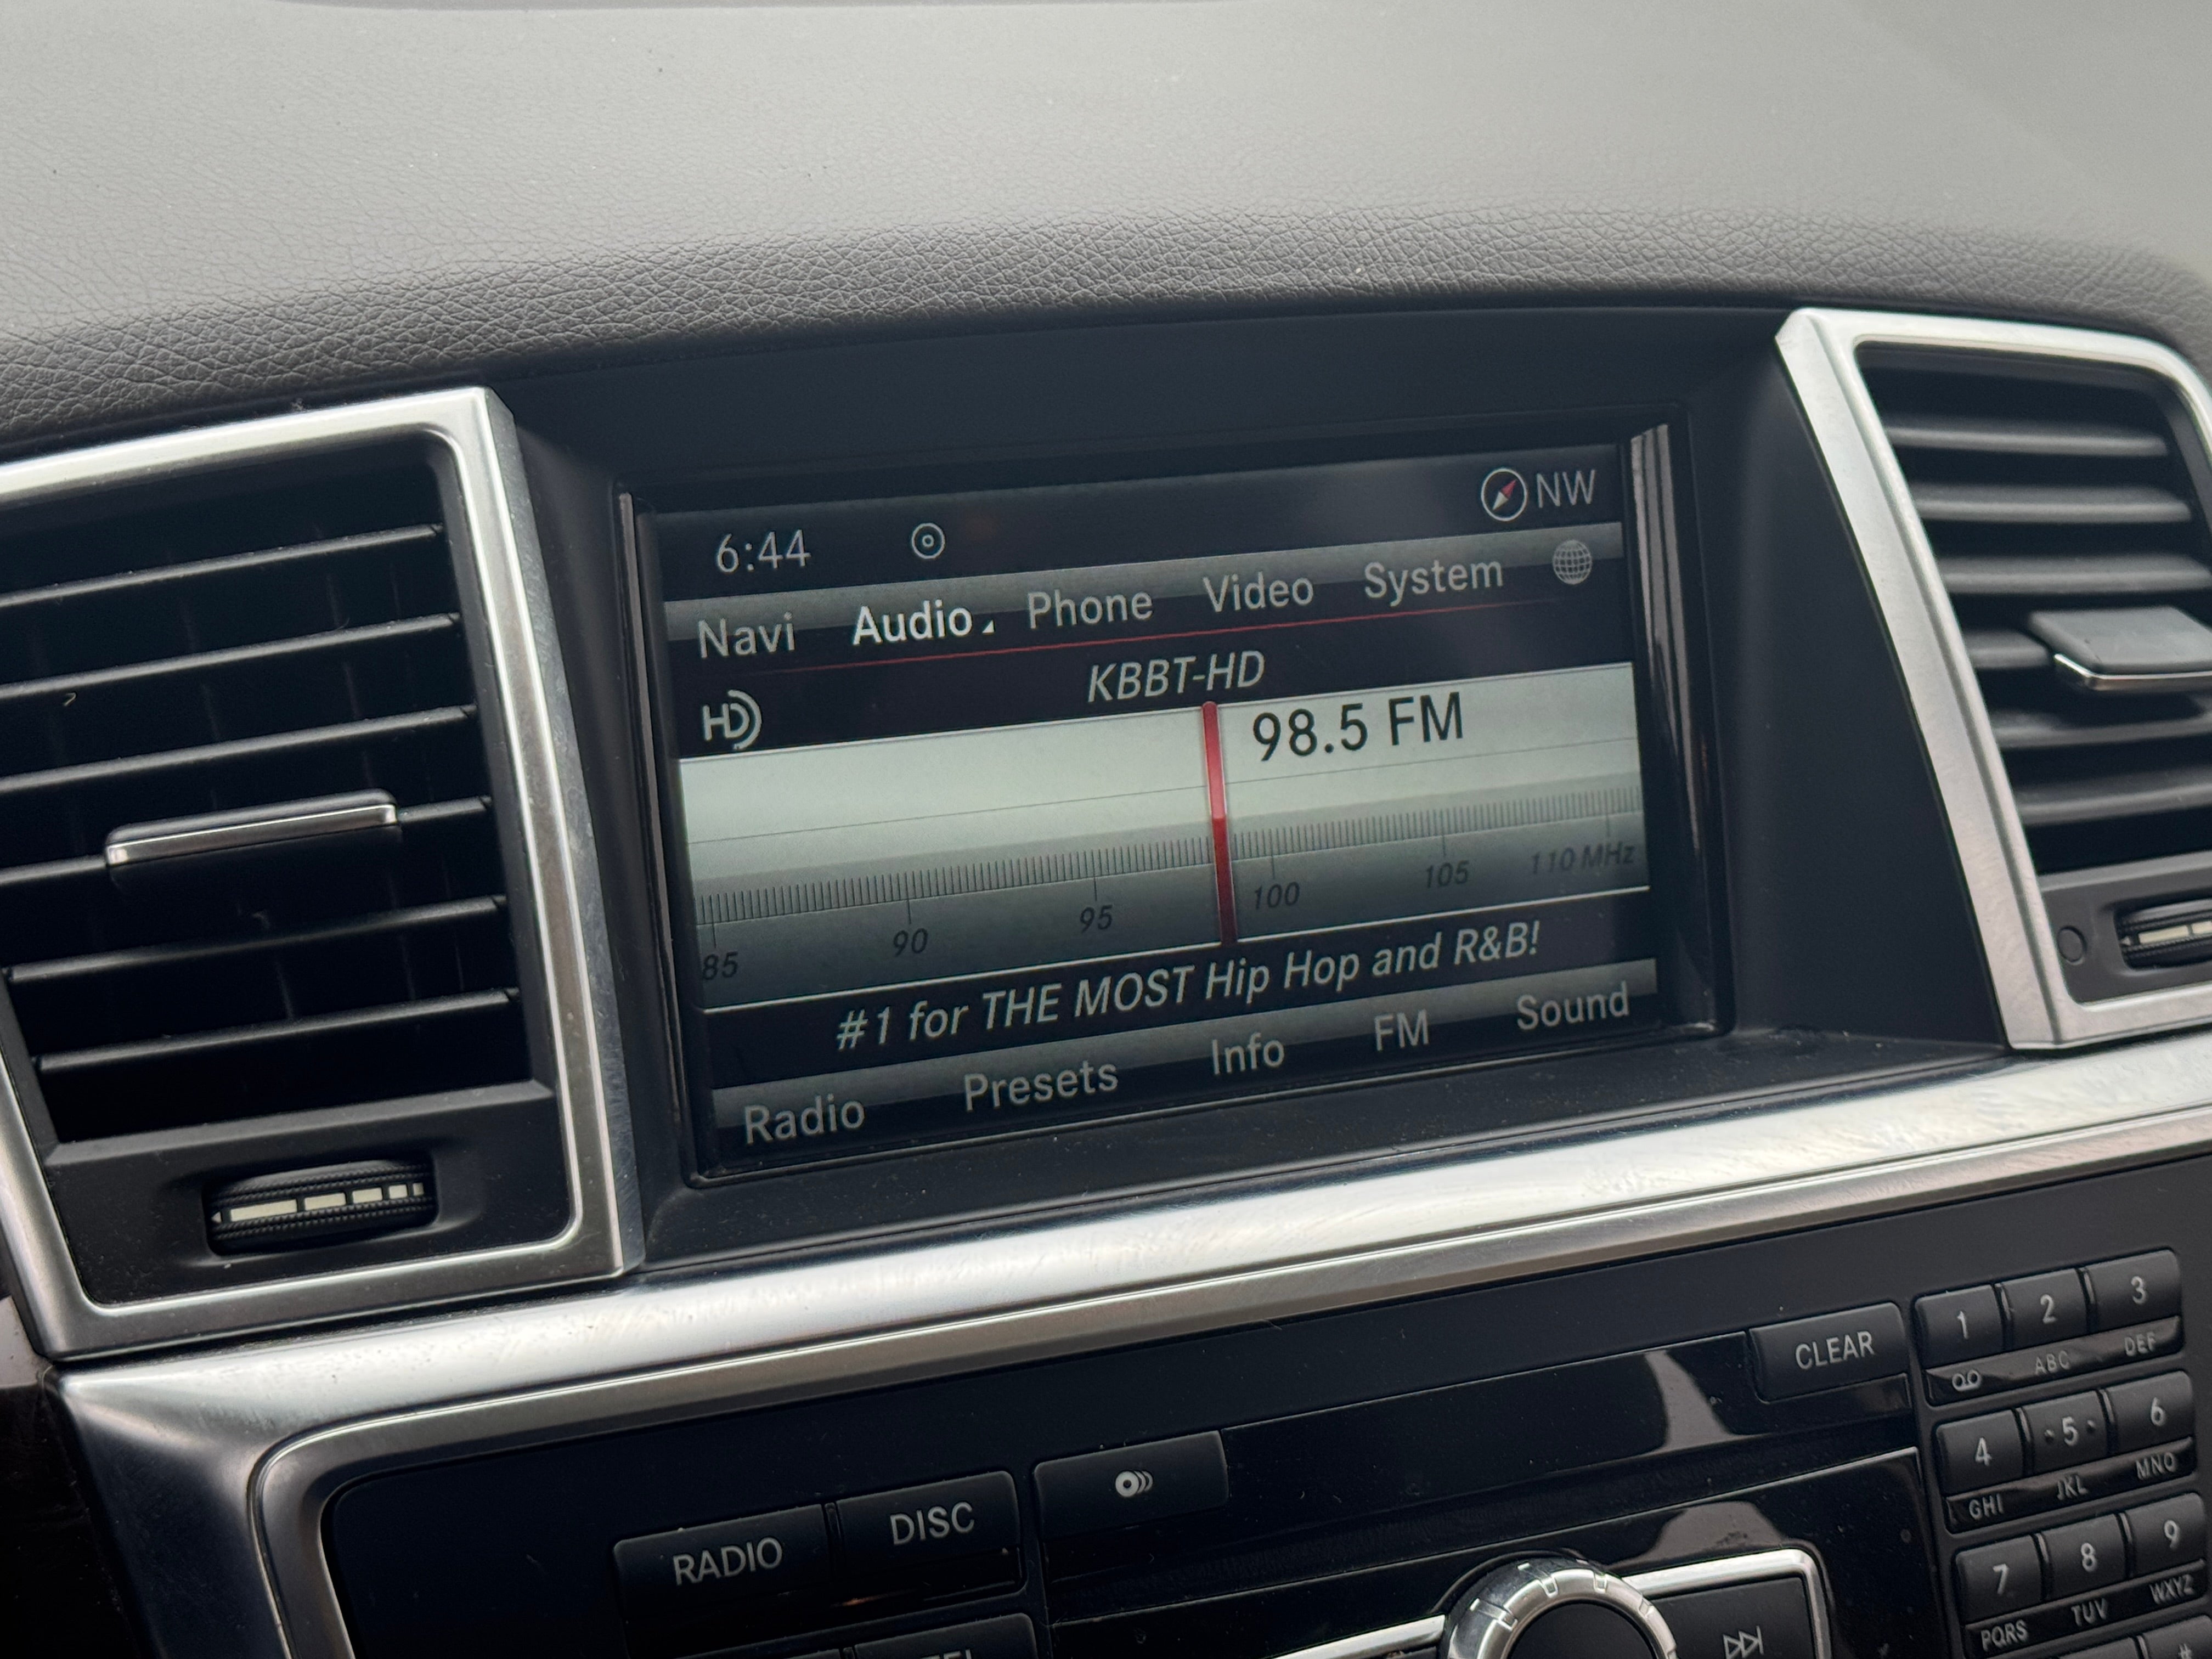 6:44 NW
Navi Audio Phone Video System
KBBT-HD
HD
98.5 FM
85 90 95 100 105 110 MHz
#1 for THE MOST Hip Hop and R&B!
Radio Presets Info FM Sound
CLEAR
RADIO DISC
1 2 3
ABC DEF
4 5 6
GHI JKL MNO
7 8 9
PQRS TUV WXYZ